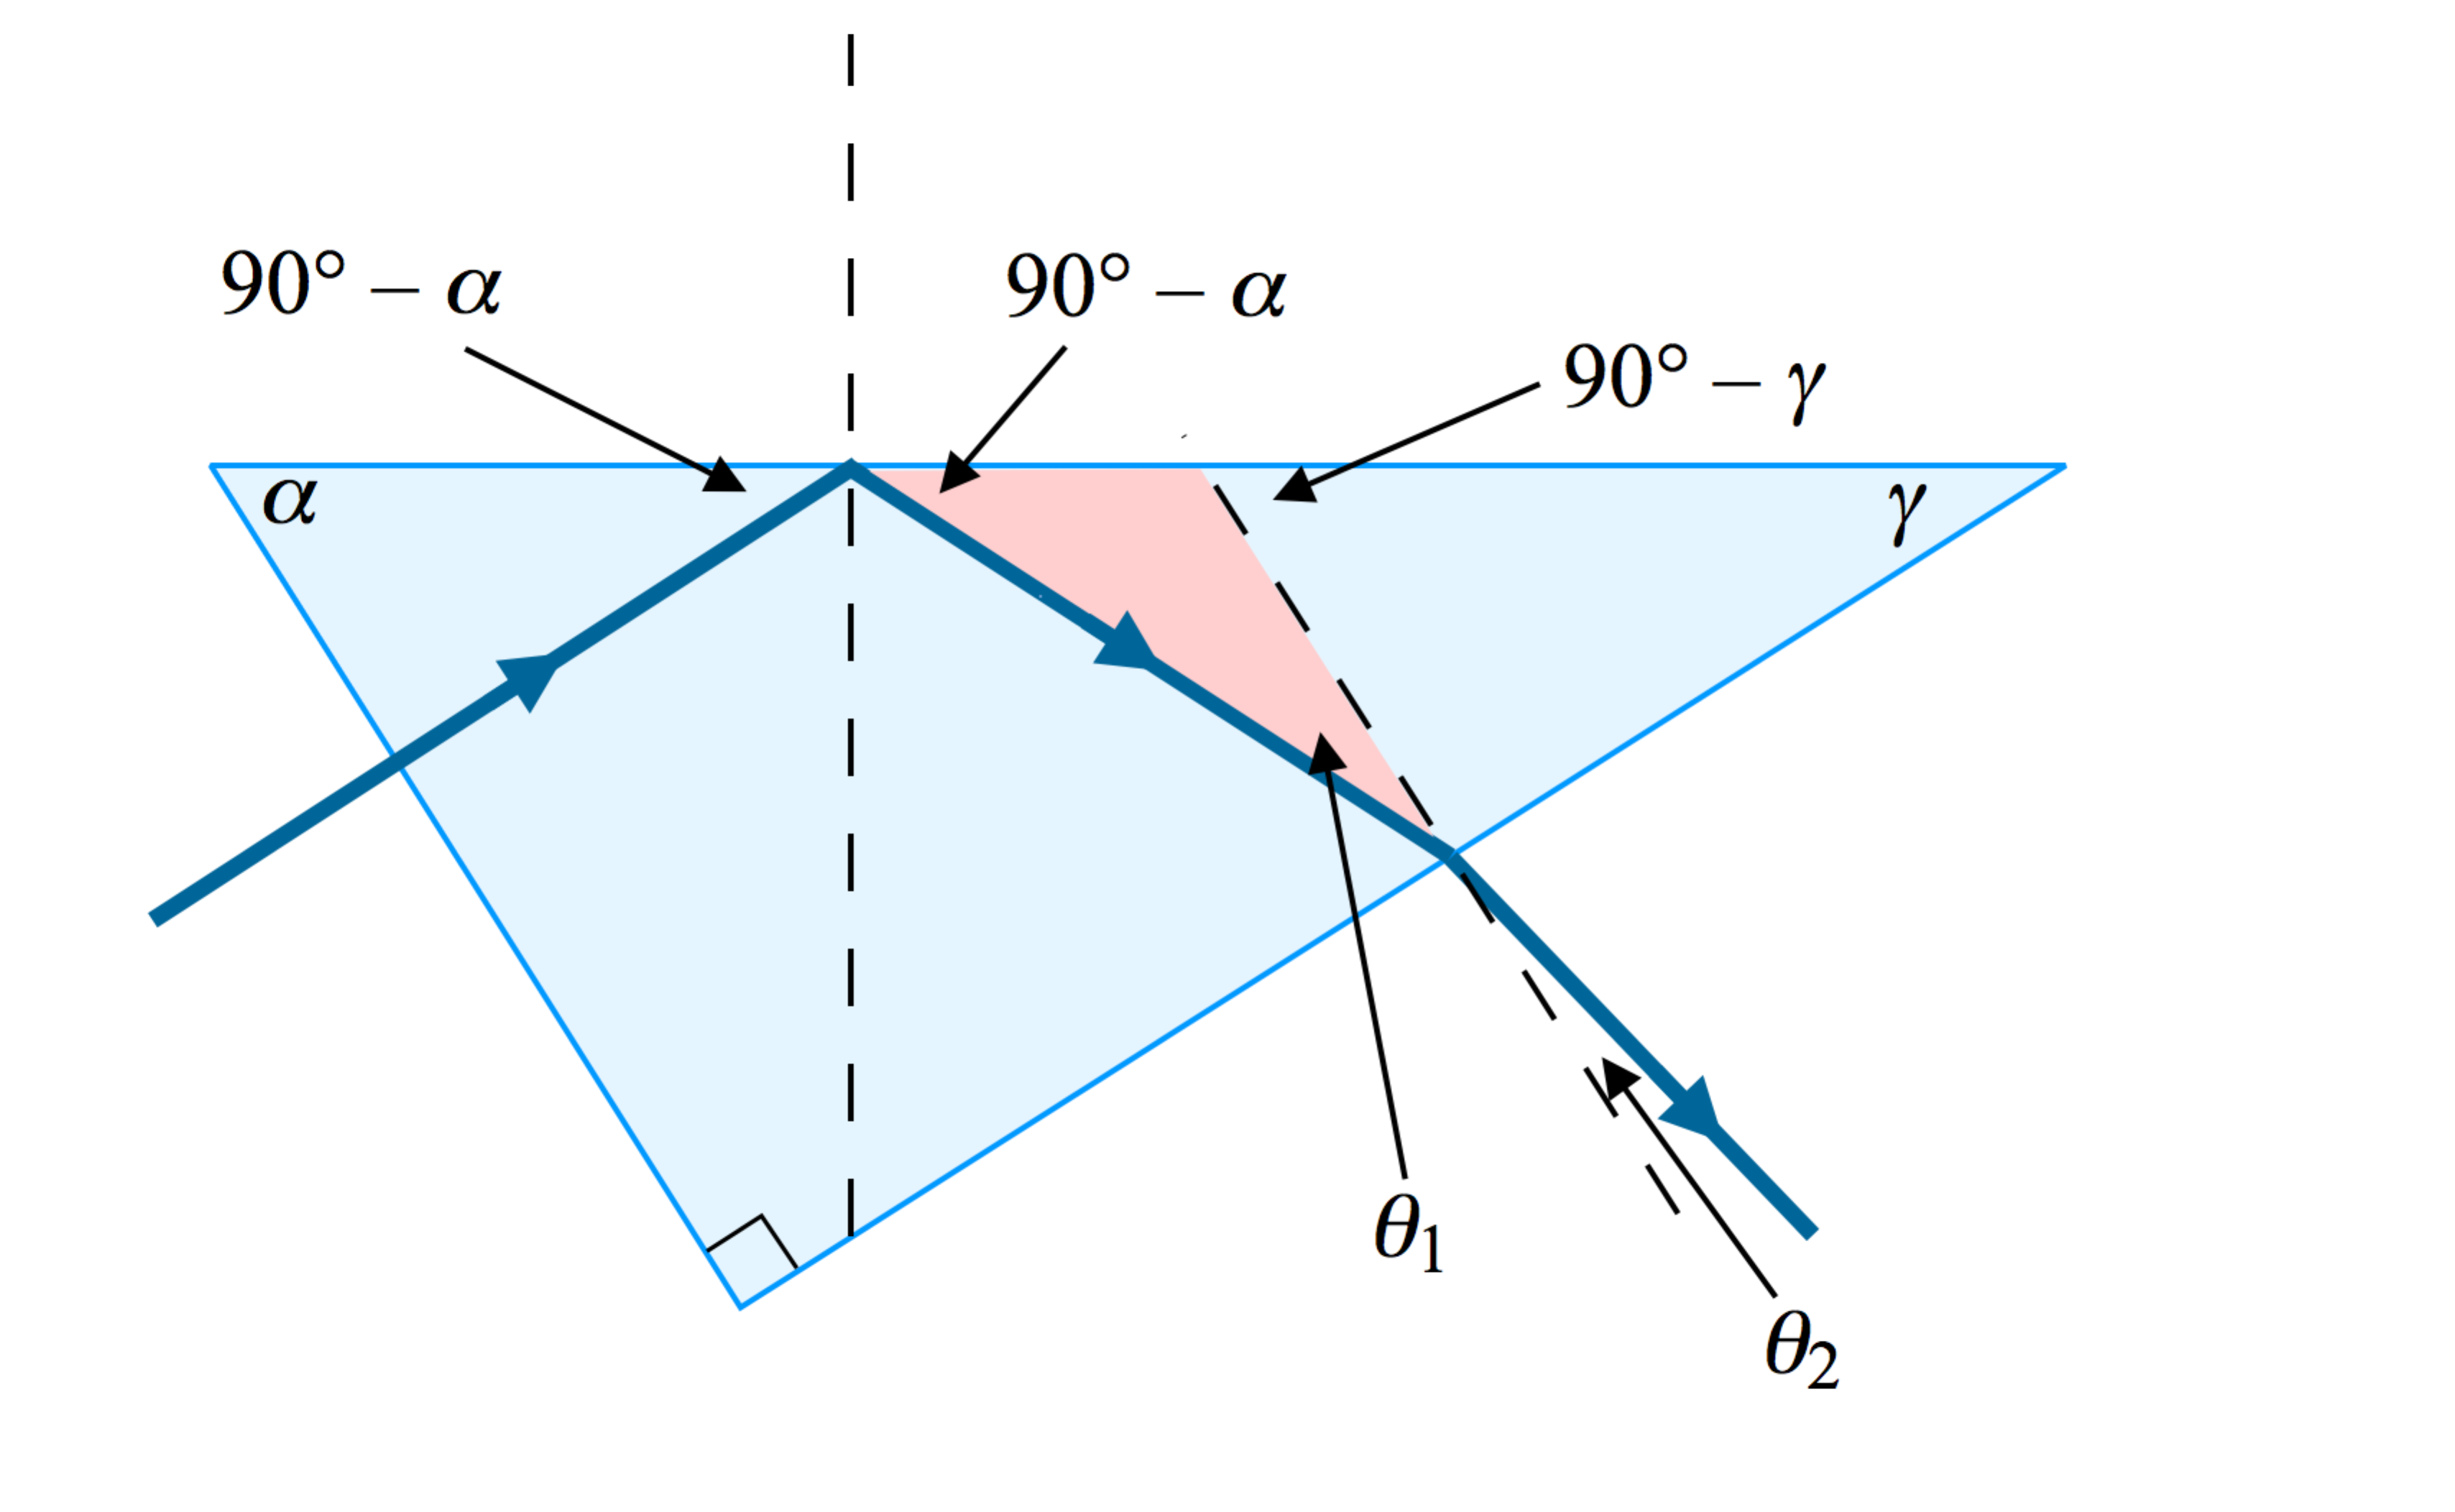 90° – α
90° – α
90° – γ
α
γ
θ₁
θ₂